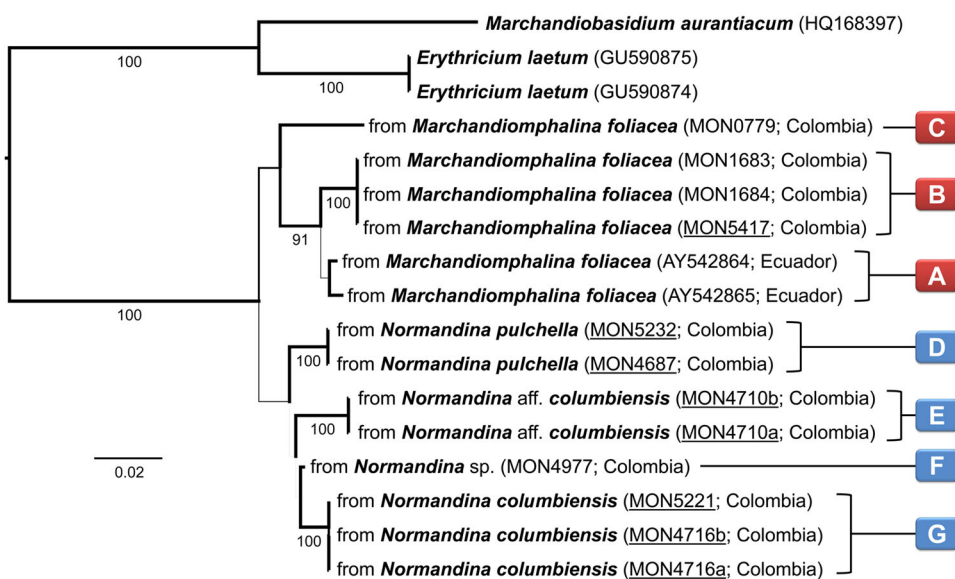 Marchandiobasidium aurantiacum (HQ168397)
Erythricium laetum (GU590875)
100
100
Erythricium laetum (GU590874)
from Marchandiomphalina foliacea (MON0779; Colombia) C
from Marchandiomphalina foliacea (MON1683; Colombia)
100 from Marchandiomphalina foliacea (MON1684; Colombia) B
from Marchandiomphalina foliacea (MON5417; Colombia)
91
from Marchandiomphalina foliacea (AY542864; Ecuador)
A
from Marchandiomphalina foliacea (AY542865; Ecuador)
100
from Normandina pulchella (MON5232; Colombia)
D
100 from Normandina pulchella (MON4687; Colombia)
from Normandina aff. columbiensis (MON4710b; Colombia)
E
100 from Normandina aff. columbiensis (MON4710a; Colombia)
0.02
from Normandina sp. (MON4977; Colombia) F
from Normandina columbiensis (MON5221; Colombia)
100 from Normandina columbiensis (MON4716b; Colombia) G
from Normandina columbiensis (MON4716a; Colombia)